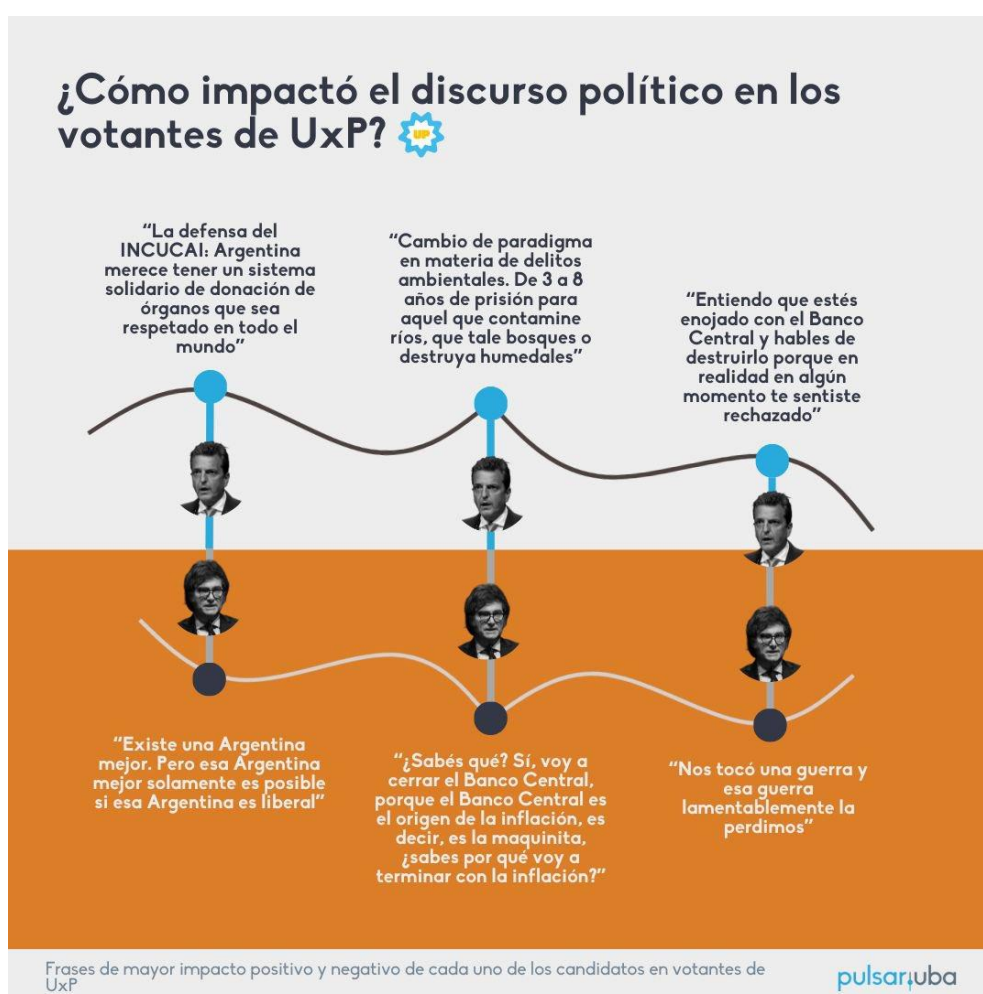 ¿Cómo impactó el discurso político en los
votantes de UxP?
UP
“La defensa del
INCUCAI: Argentina
merece tener un sistema
solidario de donación de
órganos que sea
respetado en todo el
mundo”
“Cambio de paradigma
en materia de delitos
ambientales. De 3 a 8
años de prisión para
aquel que contamine
ríos, que tale bosques o
destruya humedales”
“Entiendo que estés
enojado con el Banco
Central y hables de
destruirlo porque en
realidad en algún
momento te sentiste
rechazado”
“Existe una Argentina
mejor. Pero esa Argentina
mejor solamente es posible
si esa Argentina es liberal”
“¿Sabés qué? Sí, voy a
cerrar el Banco Central,
porque el Banco Central es
el origen de la inflación, es
decir, es la maquinita,
¿sabes por qué voy a
terminar con la inflación?”
“Nos tocó una guerra y
esa guerra
lamentablemente la
perdimos”
Frases de mayor impacto positivo y negativo de cada uno de los candidatos en votantes de
UxP
pulsar.uba